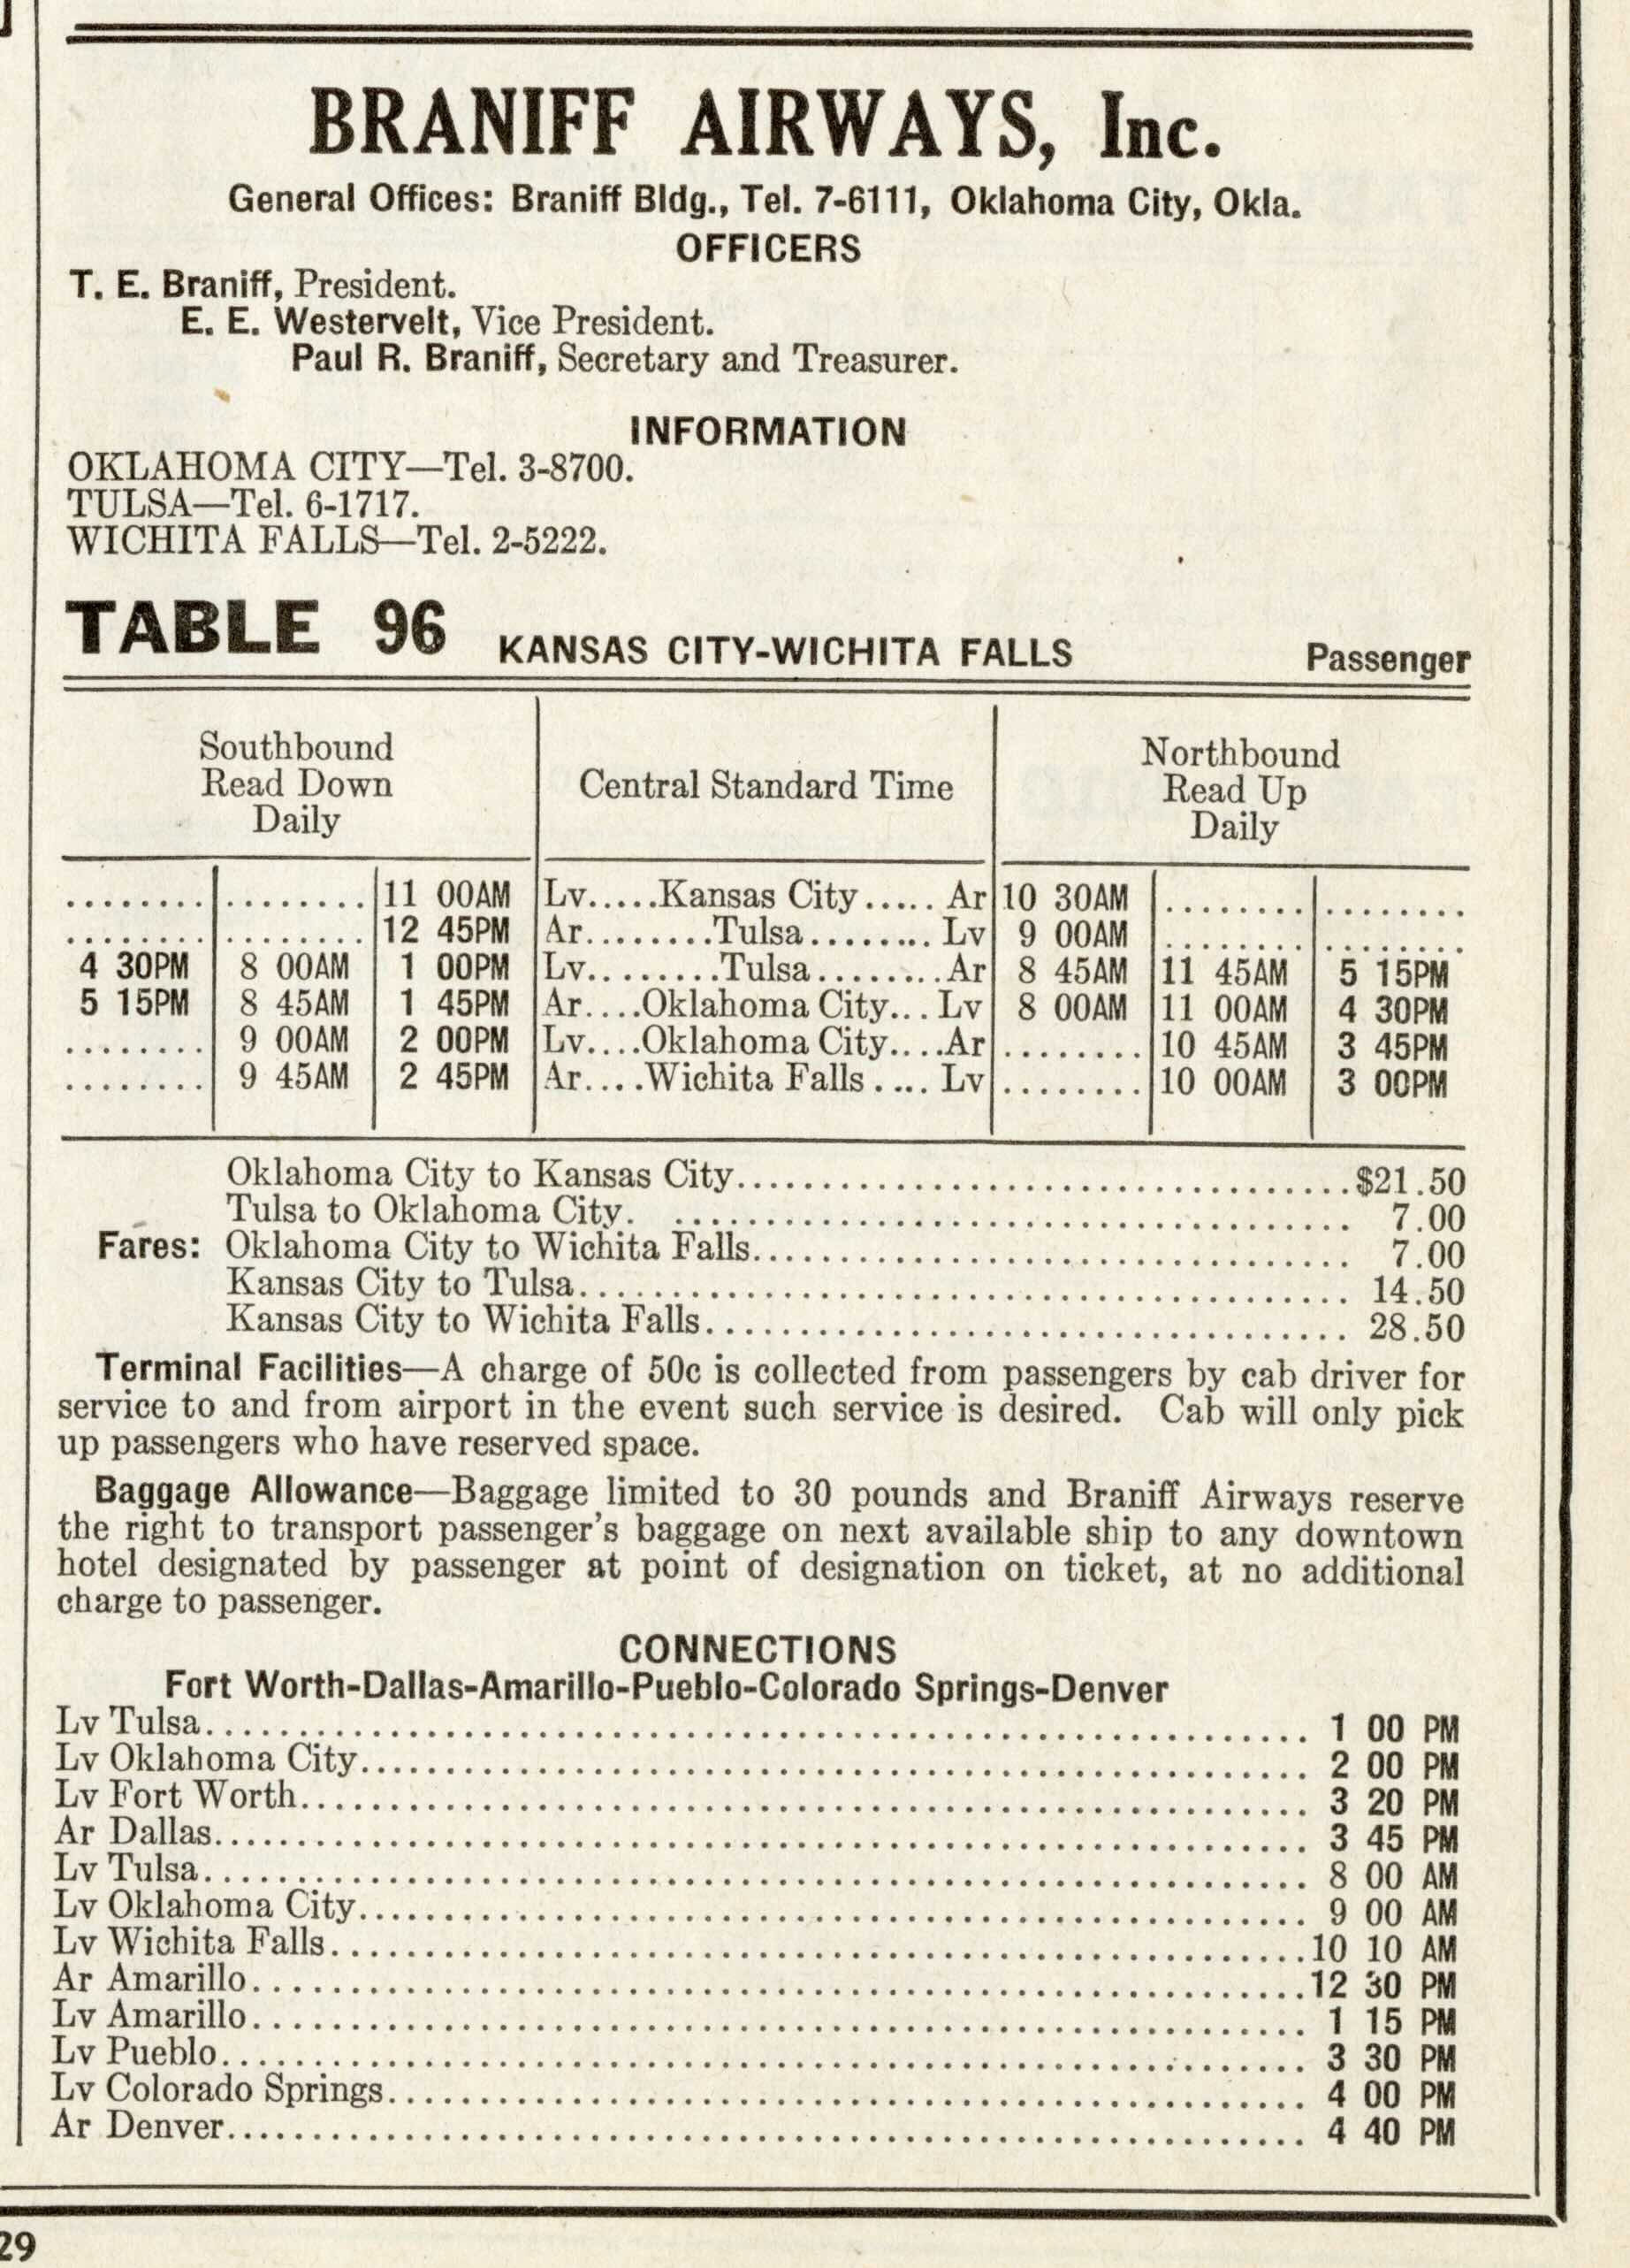 BRANIFF AIRWAYS, Inc.
General Offices: Braniff Bldg., Tel. 7-6111, Oklahoma City, Okla.
OFFICERS
T. E. Braniff, President.
E. E. Westervelt, Vice President.
Paul R. Braniff, Secretary and Treasurer.
INFORMATION
OKLAHOMA CITY—Tel. 3-8700.
TULSA—Tel. 6-1717.
WICHITA FALLS—Tel. 2-5222.
TABLE 96 KANSAS CITY-WICHITA FALLS Passenger
Southbound
Read Down
Daily
Central Standard Time
Northbound
Read Up
Daily
........ ........ 11 00AM Lv.....Kansas City..... Ar 10 30AM ........ ........
........ ........ 12 45PM Ar.........Tulsa......... Lv 9 00AM ........ ........
4 30PM 8 00AM 1 00PM Lv.........Tulsa.........Ar 8 45AM 11 45AM 5 15PM
5 15PM 8 45AM 1 45PM Ar....Oklahoma City... Lv 8 00AM 11 00AM 4 30PM
........ 9 00AM 2 00PM Lv....Oklahoma City....Ar ........ 10 45AM 3 45PM
........ 9 45AM 2 45PM Ar....Wichita Falls.... Lv ........ 10 00AM 3 00PM
Oklahoma City to Kansas City........ $21.50
Tulsa to Oklahoma City. ........ 7.00
Fares: Oklahoma City to Wichita Falls........ 7.00
Kansas City to Tulsa........ 14.50
Kansas City to Wichita Falls........ 28.50
Terminal Facilities—A charge of 50c is collected from passengers by cab driver for
service to and from airport in the event such service is desired. Cab will only pick
up passengers who have reserved space.
Baggage Allowance—Baggage limited to 30 pounds and Braniff Airways reserve
the right to transport passenger's baggage on next available ship to any downtown
hotel designated by passenger at point of designation on ticket, at no additional
charge to passenger.
CONNECTIONS
Fort Worth-Dallas-Amarillo-Pueblo-Colorado Springs-Denver
Lv Tulsa........ 1 00 PM
Lv Oklahoma City........ 2 00 PM
Lv Fort Worth........ 3 20 PM
Ar Dallas........ 3 45 PM
Lv Tulsa........ 8 00 AM
Lv Oklahoma City........ 9 00 AM
Lv Wichita Falls........ 10 10 AM
Ar Amarillo........ 12 30 PM
Lv Amarillo........ 1 15 PM
Lv Pueblo........ 3 30 PM
Lv Colorado Springs........ 4 00 PM
Ar Denver........ 4 40 PM
29